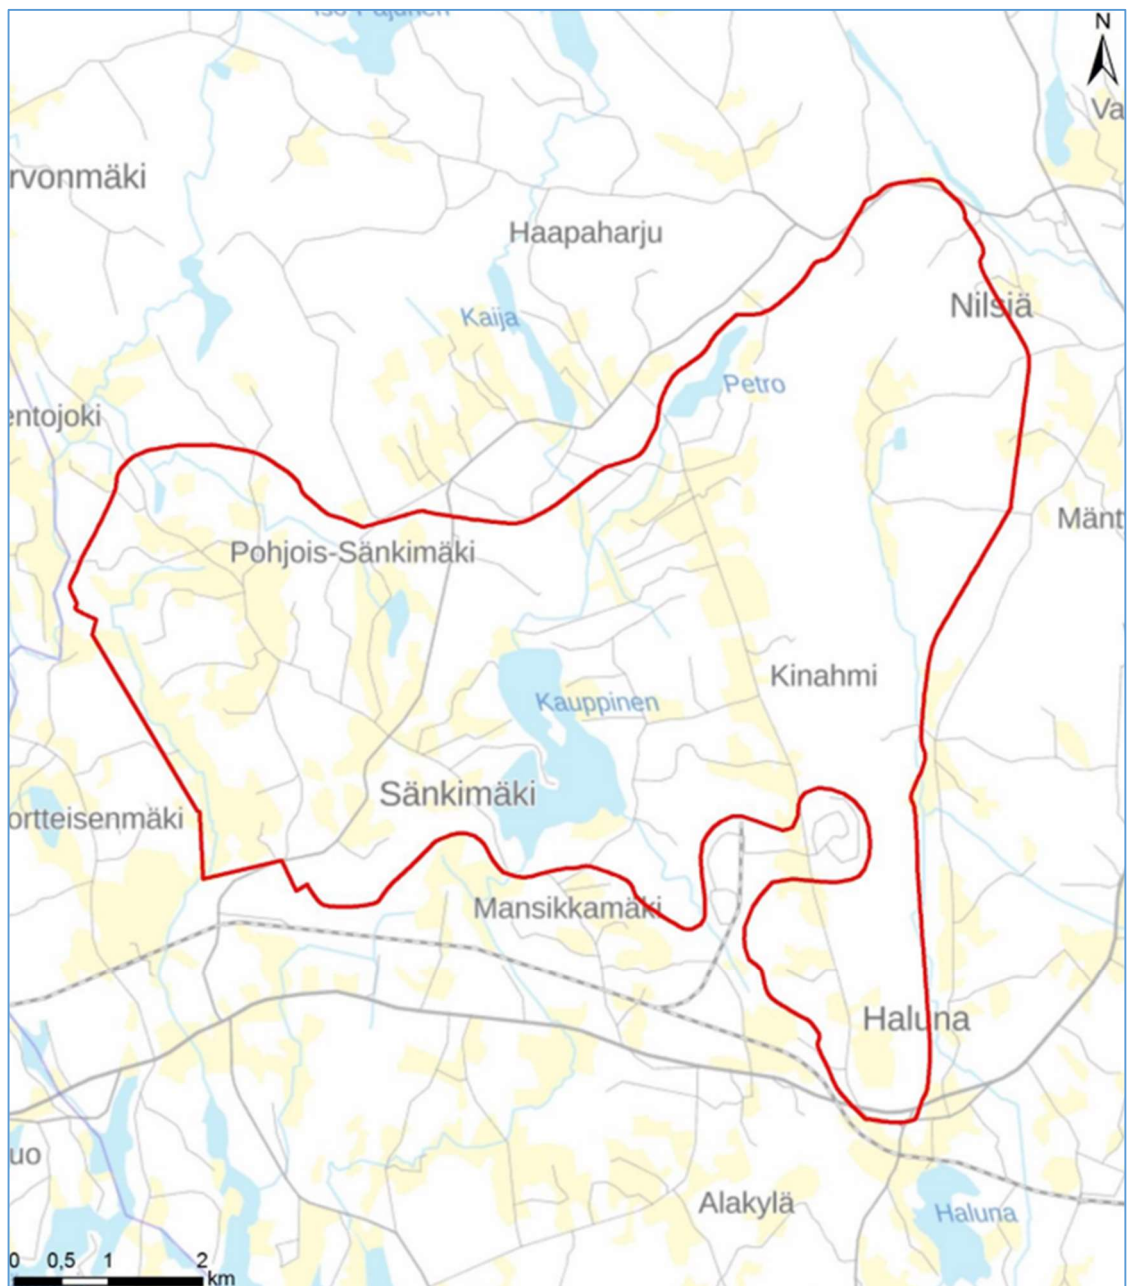 N
Va
rvonmäki
Haapaharju
Nilsiä
Kaija
Petro
entojoki
Mänt
Pohjois-Sänkimäki
Kinahmi
Kauppinen
Sänkimäki
ortteisenmäki
Mansikkamäki
Haluna
uo
Alakylä
Haluna
0 0,5 1 2
km